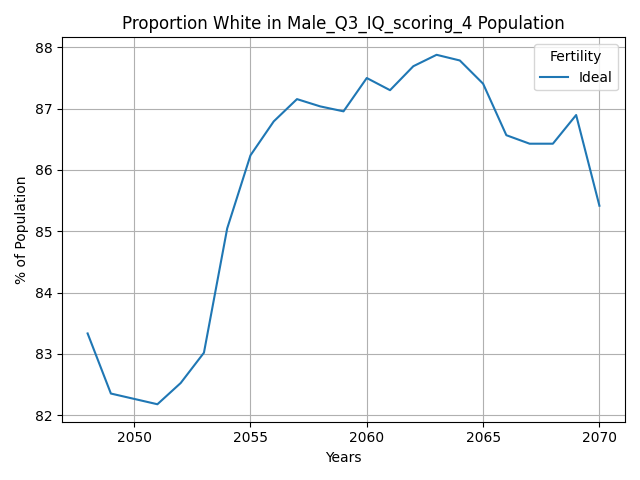 Proportion White in Male_Q3_IQ_scoring_4 Population
Fertility
Ideal
88
87
86
85
84
83
82
% of Population
2050
2055
2060
2065
2070
Years